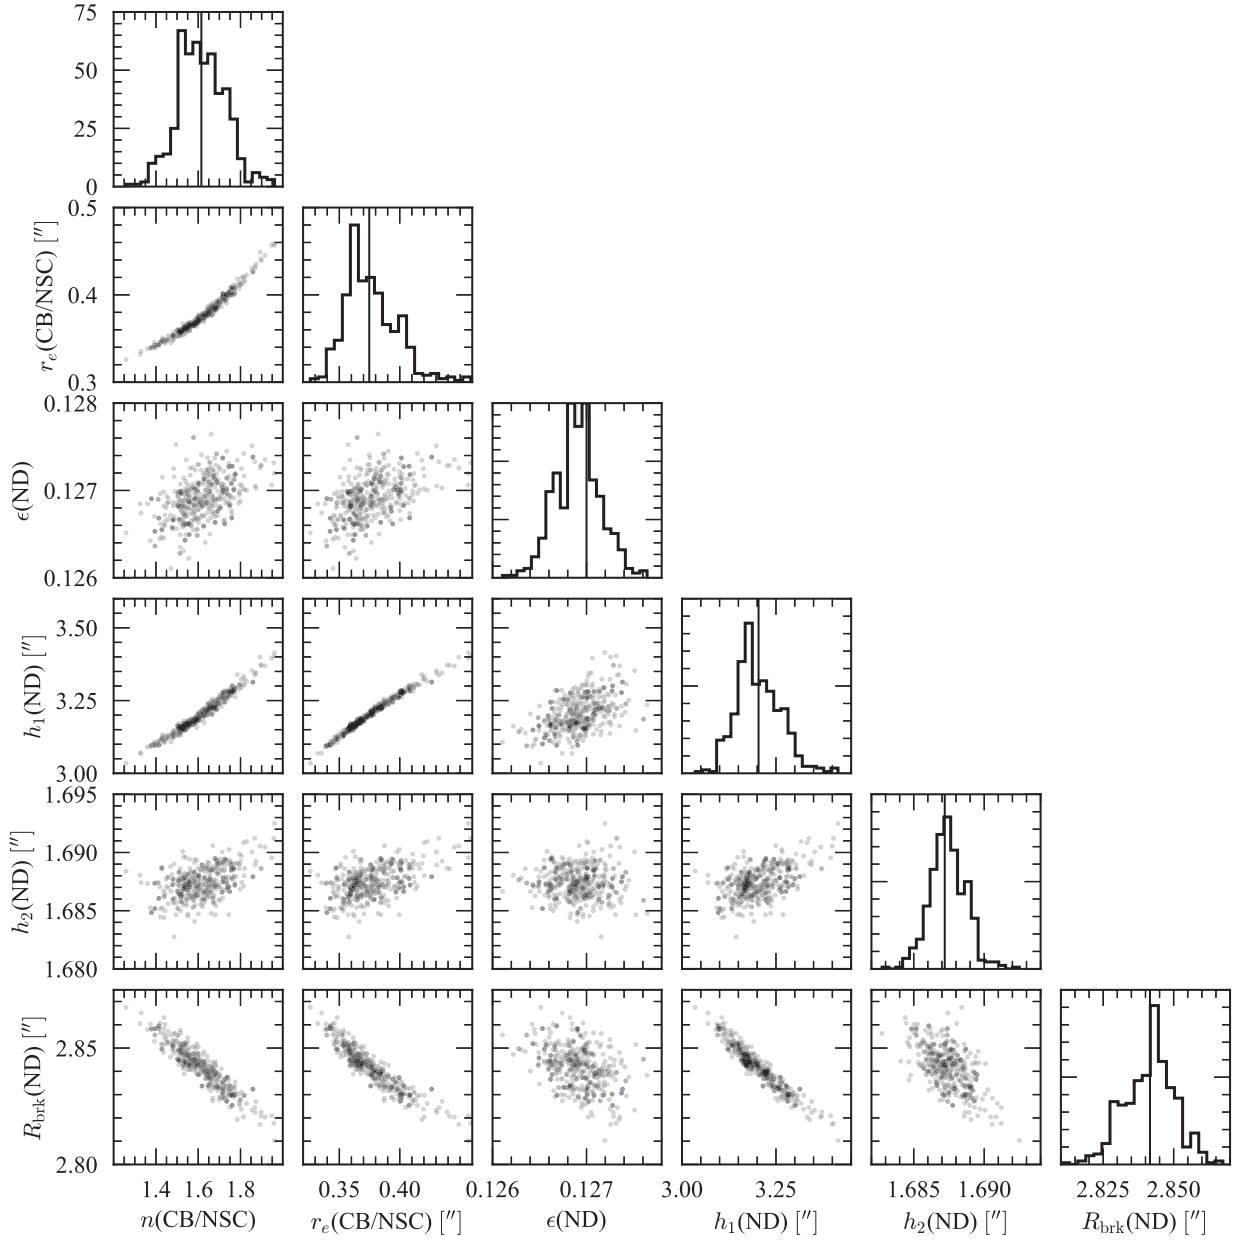 75
50
25
0
0.5
0.4
0.3
r_e(CB/NSC) [″]
0.128
0.127
0.126
ϵ(ND)
3.50
3.25
3.00
h_1(ND) [″]
1.695
1.690
1.685
1.680
h_2(ND) [″]
2.85
2.80
R_brk(ND) [″]
1.4 1.6 1.8
0.35 0.40
0.126 0.127
3.00 3.25
1.685 1.690
2.825 2.850
n(CB/NSC)
r_e(CB/NSC) [″]
ϵ(ND)
h_1(ND) [″]
h_2(ND) [″]
R_brk(ND) [″]